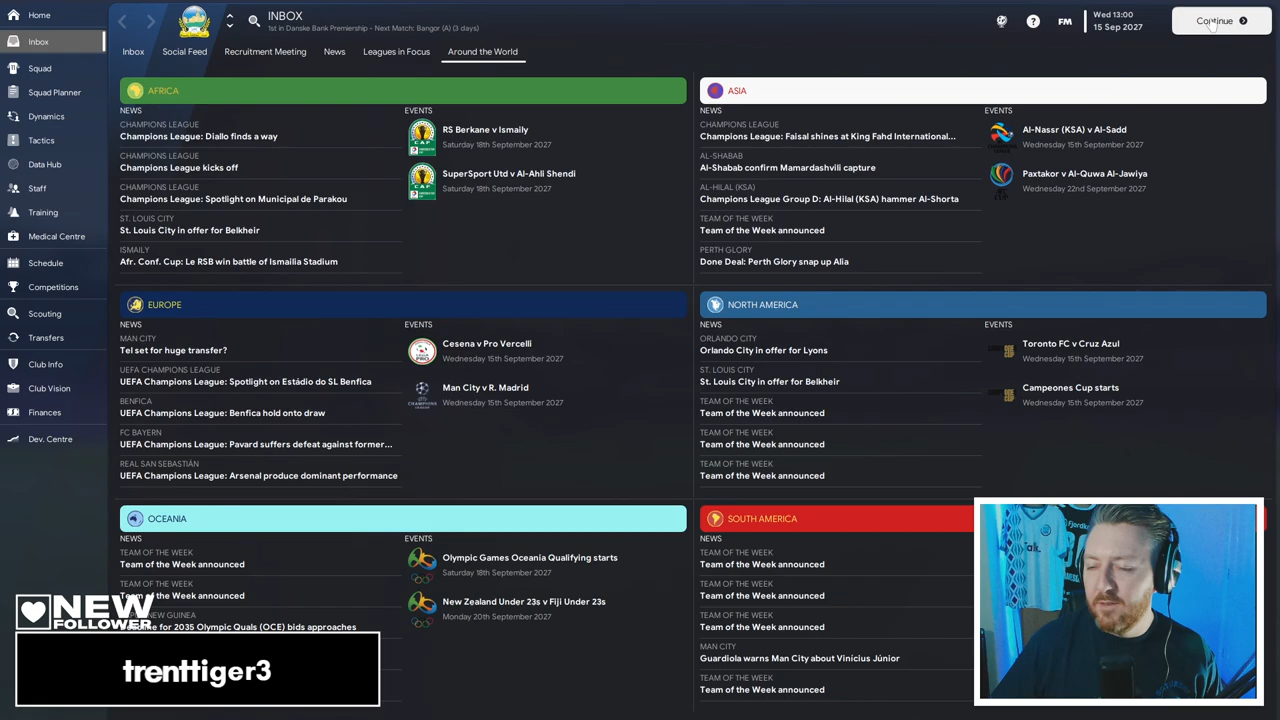 Home
Inbox
Squad
Squad Planner
Dynamics
Tactics
Data Hub
Staff
Training
Medical Centre
Schedule
Competitions
Scouting
Transfers
Club Info
Club Vision
Finances
Dev. Centre
INBOX
1st in Danske Bank Premiership - Next Match: Bangor (A) (3 days)
FM
Wed 13:00
15 Sep 2027
Continue
Inbox
Social Feed
Recruitment Meeting
News
Leagues in Focus
Around the World
AFRICA
NEWS
CHAMPIONS LEAGUE
Champions League: Diallo finds a way
CHAMPIONS LEAGUE
Champions League kicks off
CHAMPIONS LEAGUE
Champions League: Spotlight on Municipal de Parakou
ST. LOUIS CITY
St. Louis City in offer for Belkheir
ISMAILY
Afr. Conf. Cup: Le RSB win battle of Ismailia Stadium
EVENTS
RS Berkane v Ismaily
Saturday 18th September 2027
SuperSport Utd v Al-Ahli Shendi
Saturday 18th September 2027
ASIA
NEWS
CHAMPIONS LEAGUE
Champions League: Faisal shines at King Fahd International...
AL-SHABAB
Al-Shabab confirm Mamardashvili capture
AL-HILAL (KSA)
Champions League Group D: Al-Hilal (KSA) hammer Al-Shorta
TEAM OF THE WEEK
Team of the Week announced
PERTH GLORY
Done Deal: Perth Glory snap up Alia
EVENTS
Al-Nassr (KSA) v Al-Sadd
Wednesday 15th September 2027
Paxtakor v Al-Quwa Al-Jawiya
Wednesday 22nd September 2027
EUROPE
NEWS
MAN CITY
Tel set for huge transfer?
UEFA CHAMPIONS LEAGUE
UEFA Champions League: Spotlight on Estádio do SL Benfica
BENFICA
UEFA Champions League: Benfica hold onto draw
FC BAYERN
UEFA Champions League: Pavard suffers defeat against former...
REAL SAN SEBASTIÁN
UEFA Champions League: Arsenal produce dominant performance
EVENTS
Cesena v Pro Vercelli
Wednesday 15th September 2027
Man City v R. Madrid
Wednesday 15th September 2027
NORTH AMERICA
NEWS
ORLANDO CITY
Orlando City in offer for Lyons
ST. LOUIS CITY
St. Louis City in offer for Belkheir
TEAM OF THE WEEK
Team of the Week announced
TEAM OF THE WEEK
Team of the Week announced
TEAM OF THE WEEK
Team of the Week announced
EVENTS
Toronto FC v Cruz Azul
Wednesday 15th September 2027
Campeones Cup starts
Wednesday 15th September 2027
OCEANIA
NEWS
TEAM OF THE WEEK
Team of the Week announced
TEAM OF THE WEEK
Team of the Week announced
NEW GUINEA
for 2035 Olympic Quals (OCE) bids approaches
EVENTS
Olympic Games Oceania Qualifying starts
Saturday 18th September 2027
New Zealand Under 23s v Fiji Under 23s
Monday 20th September 2027
SOUTH AMERICA
NEWS
TEAM OF THE WEEK
Team of the Week announced
TEAM OF THE WEEK
Team of the Week announced
TEAM OF THE WEEK
Team of the Week announced
MAN CITY
Guardiola warns Man City about Vinícius Júnior
TEAM OF THE WEEK
Team of the Week announced
NEW
FOLLOWER
trenttiger3